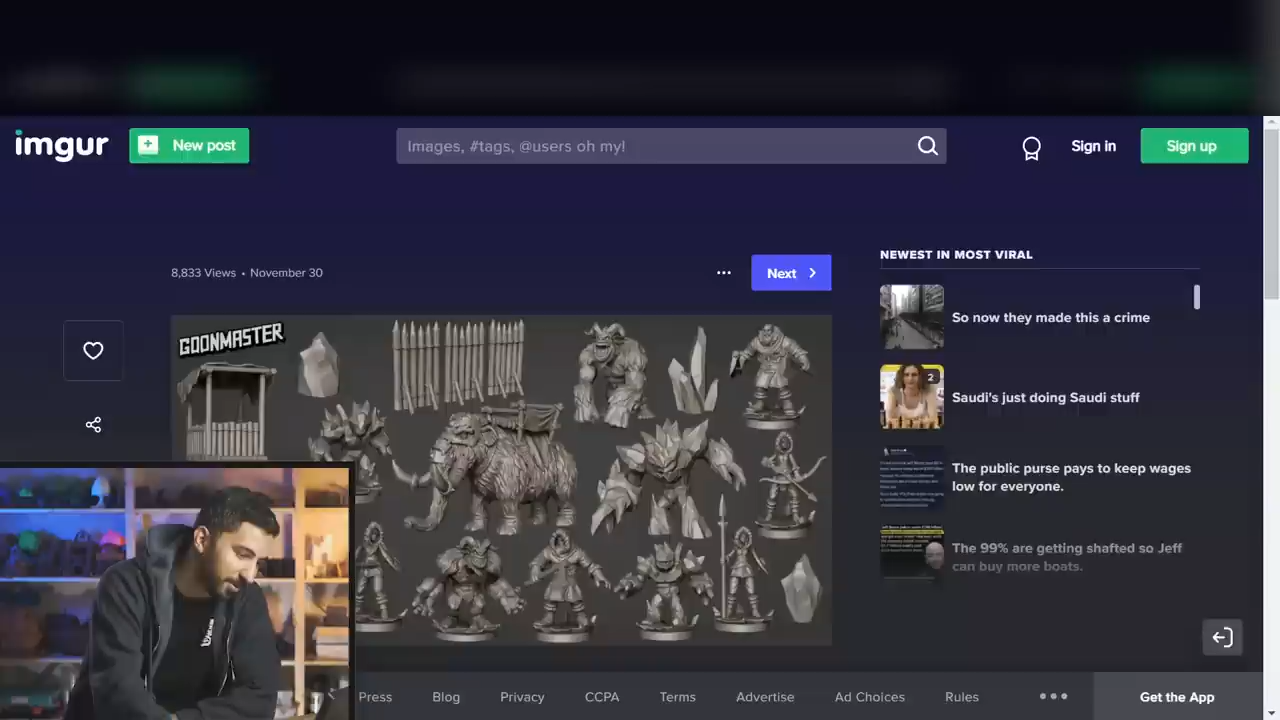 imgur
New post
Images, #tags, @users oh my!
Sign in
Sign up
8,833 Views • November 30
Next
NEWEST IN MOST VIRAL
So now they made this a crime
2
Saudi's just doing Saudi stuff
The public purse pays to keep wages
low for everyone.
The 99% are getting shafted so Jeff
can buy more boats.
GOONMASTER
Press
Blog
Privacy
CCPA
Terms
Advertise
Ad Choices
Rules
Get the App